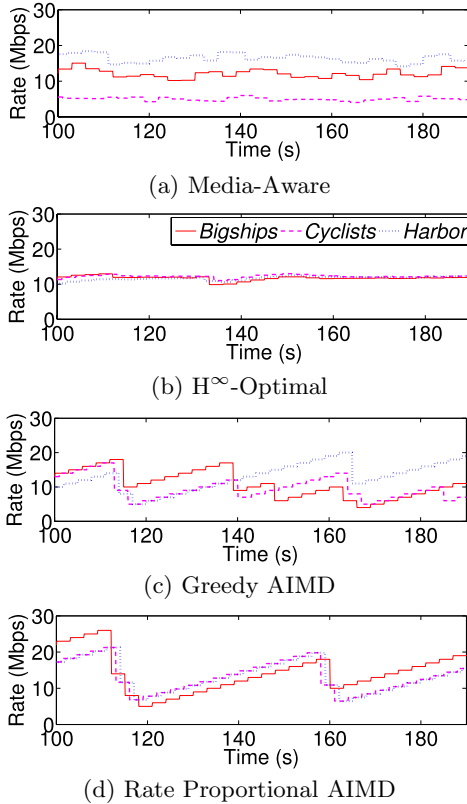 30
20
10
0
Rate (Mbps)
100 120 140 160 180
Time (s)
(a) Media-Aware
30
20
10
0
Rate (Mbps)
Bigships Cyclists Harbor
100 120 140 160 180
Time (s)
(b) H∞-Optimal
30
20
10
0
Rate (Mbps)
100 120 140 160 180
Time (s)
(c) Greedy AIMD
30
20
10
0
Rate (Mbps)
100 120 140 160 180
Time (s)
(d) Rate Proportional AIMD